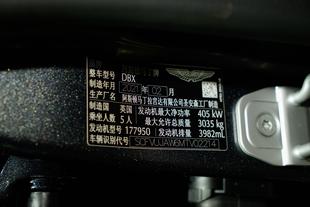 整车型号 DBX
制造年月 2021年 02月
生产厂名 阿斯顿马丁拉宫达有限公司圣安森工厂制造
制造国 英国 发动机最大净功率 405 kW
乘坐人数 5人 最大允许总质量 3035 kg
发动机型号 177950 发动机排量 3982mL
车辆识别代号 SCFVUJAW6MTV02214